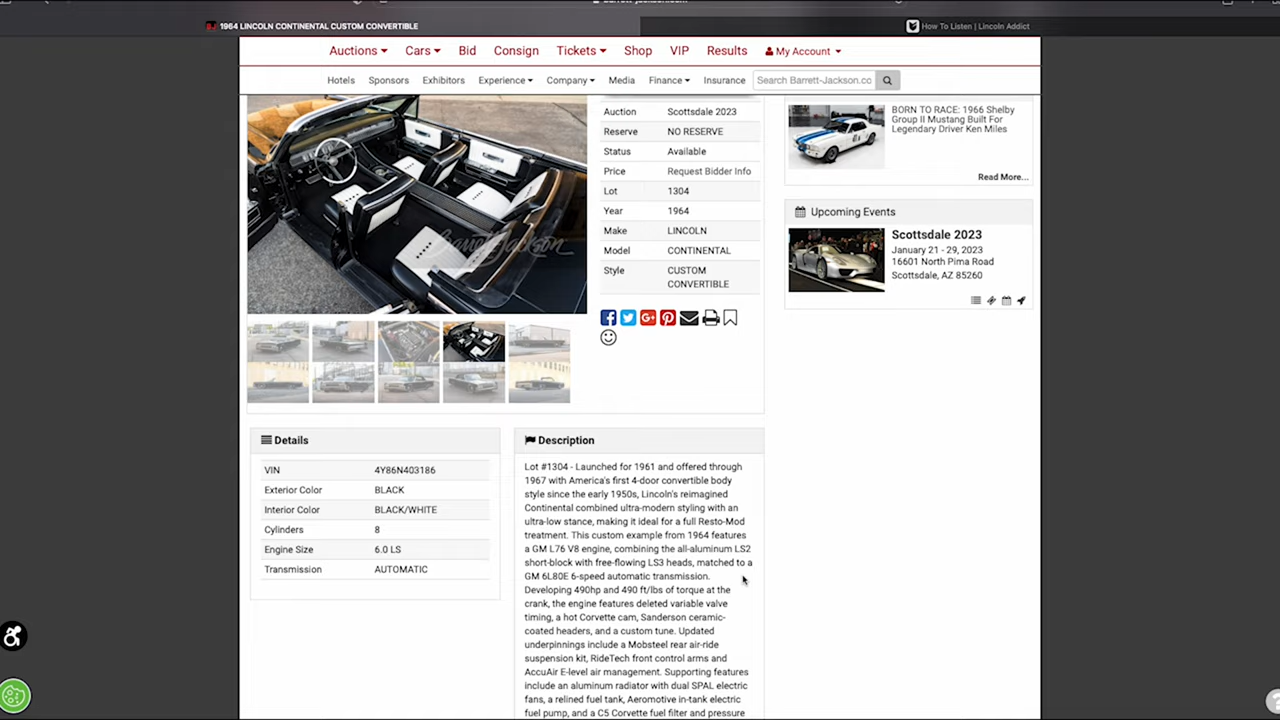 1964 LINCOLN CONTINENTAL CUSTOM CONVERTIBLE
How To Listen | Lincoln Addict
Auctions Cars Bid Consign Tickets Shop VIP Results My Account
Hotels Sponsors Exhibitors Experience Company Media Finance Insurance Search Barrett-Jackson.co
Auction Scottsdale 2023
Reserve NO RESERVE
Status Available
Price Request Bidder Info
Lot 1304
Year 1964
Make LINCOLN
Model CONTINENTAL
Style CUSTOM
CONVERTIBLE
Barrett-Jackson
BORN TO RACE: 1966 Shelby
Group II Mustang Built For
Legendary Driver Ken Miles
Read More...
Upcoming Events
Scottsdale 2023
January 21 - 29, 2023
16601 North Pima Road
Scottsdale, AZ 85260
Details
VIN 4Y86N403186
Exterior Color BLACK
Interior Color BLACK/WHITE
Cylinders 8
Engine Size 6.0 LS
Transmission AUTOMATIC
Description
Lot #1304 - Launched for 1961 and offered through
1967 with America's first 4-door convertible body
style since the early 1950s, Lincoln's reimagined
Continental combined ultra-modern styling with an
ultra-low stance, making it ideal for a full Resto-Mod
treatment. This custom example from 1964 features
a GM L76 V8 engine, combining the all-aluminum LS2
short-block with free-flowing LS3 heads, matched to a
GM 6L80E 6-speed automatic transmission.
Developing 490hp and 490 ft/lbs of torque at the
crank, the engine features deleted variable valve
timing, a hot Corvette cam, Sanderson ceramic-
coated headers, and a custom tune. Updated
underpinnings include a Mobsteel rear air-ride
suspension kit, RideTech front control arms and
AccuAir E-level air management. Supporting features
include an aluminum radiator with dual SPAL electric
fans, a relined fuel tank, Aeromotive in-tank electric
fuel pump, and a C5 Corvette fuel filter and pressure